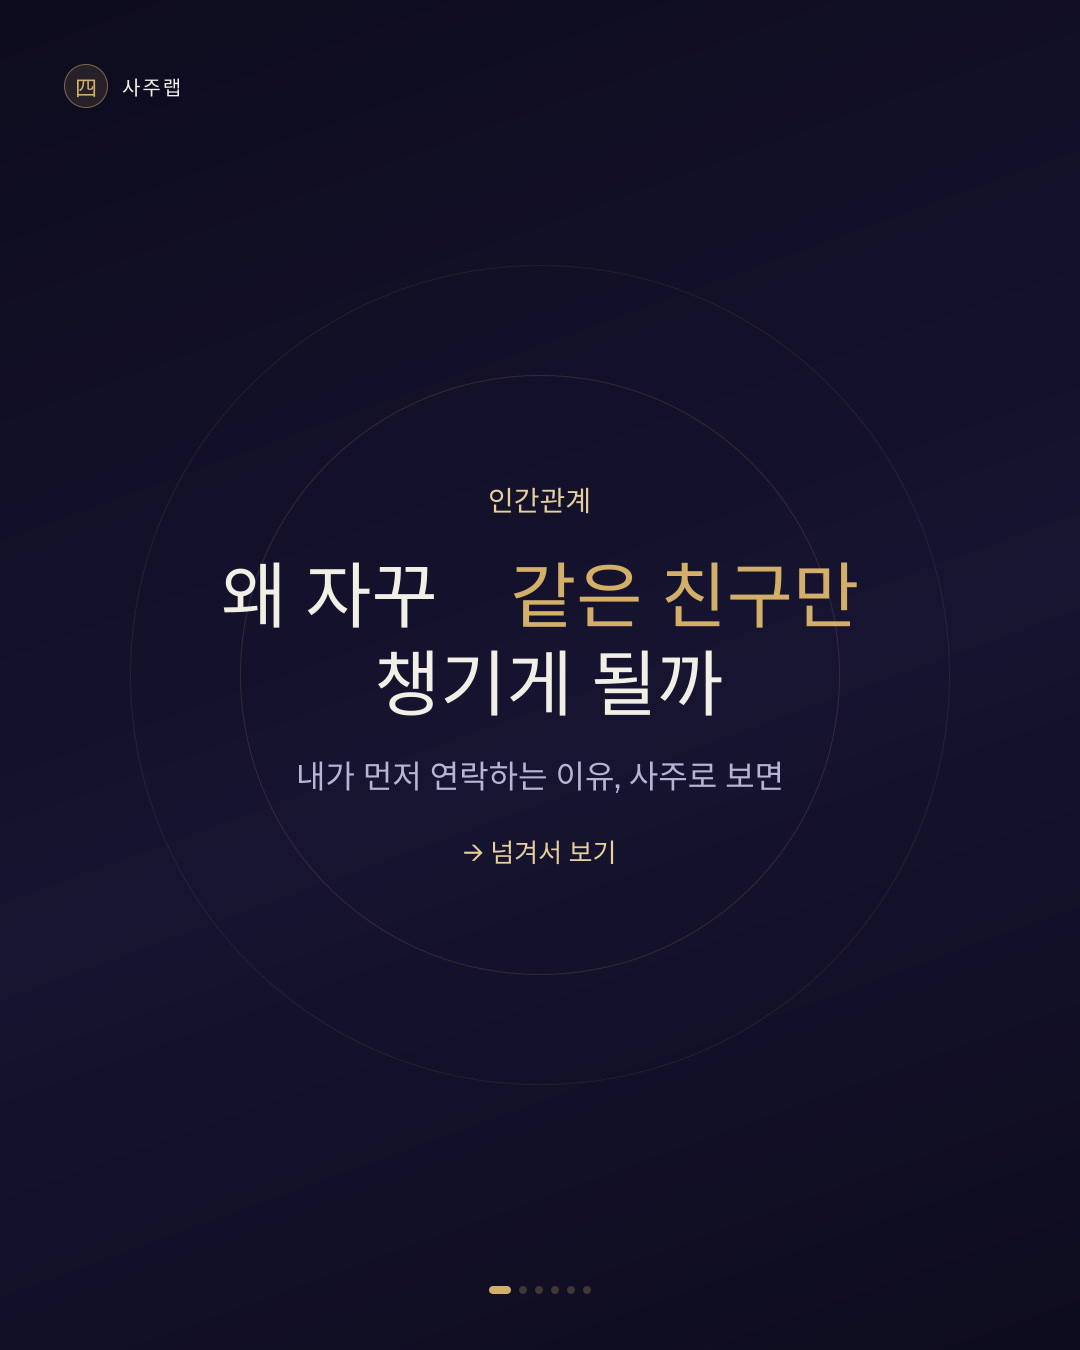 四 사주랩
인간관계
왜 자꾸 같은 친구만
챙기게 될까
내가 먼저 연락하는 이유, 사주로 보면
→ 넘겨서 보기